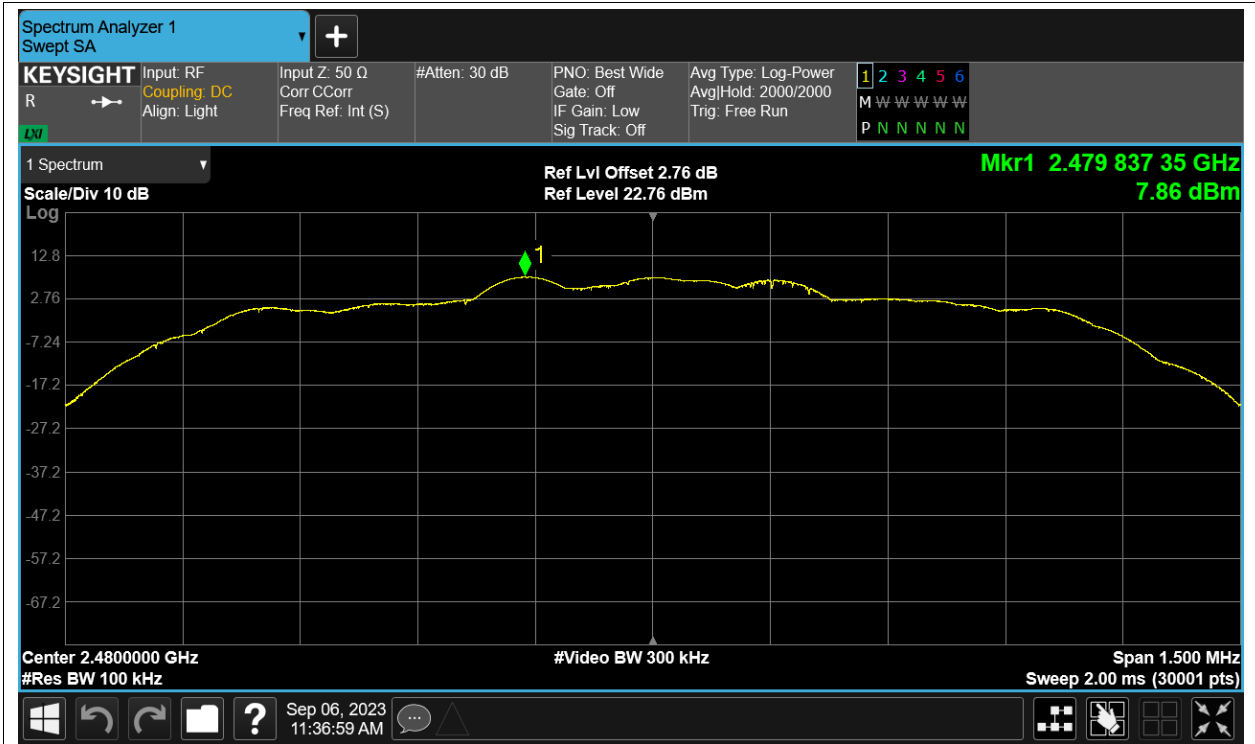 Spectrum Analyzer 1
Swept SA
▼
+
KEYSIGHT
R
LXI
Input: RF
Coupling: DC
Align: Light
Input Z: 50 Ω
Corr CCorr
Freq Ref: Int (S)
#Atten: 30 dB
PNO: Best Wide
Gate: Off
IF Gain: Low
Sig Track: Off
Avg Type: Log-Power
Avg|Hold: 2000/2000
Trig: Free Run
1 2 3 4 5 6
M W W W W W
P N N N N N
1 Spectrum ▼
Scale/Div 10 dB
Log
Ref Lvl Offset 2.76 dB
Ref Level 22.76 dBm
Mkr1 2.479 837 35 GHz
7.86 dBm
1
12.8
2.76
-7.24
-17.2
-27.2
-37.2
-47.2
-57.2
-67.2
Center 2.4800000 GHz
#Res BW 100 kHz
#Video BW 300 kHz
Span 1.500 MHz
Sweep 2.00 ms (30001 pts)
?
Sep 06, 2023
11:36:59 AM